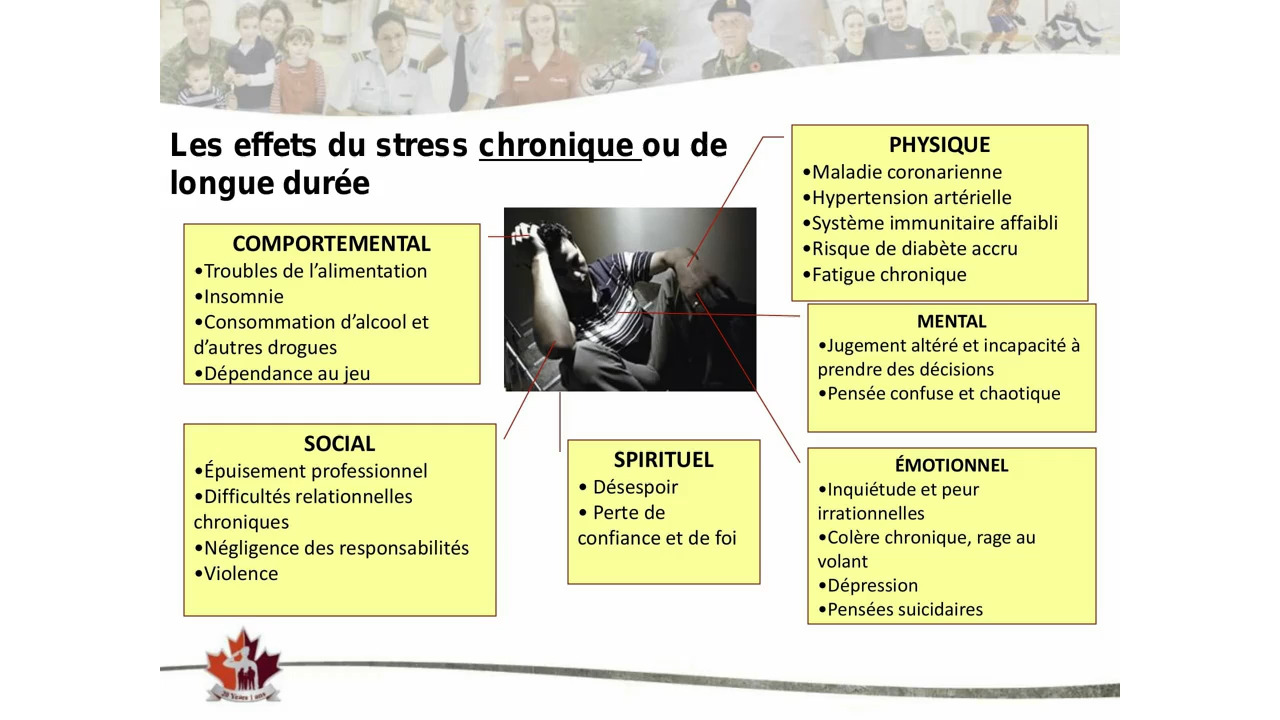 Les effets du stress chronique ou de
longue durée
COMPORTEMENTAL
•Troubles de l'alimentation
•Insomnie
•Consommation d'alcool et
d'autres drogues
•Dépendance au jeu
PHYSIQUE
•Maladie coronarienne
•Hypertension artérielle
•Système immunitaire affaibli
•Risque de diabète accru
•Fatigue chronique
MENTAL
•Jugement altéré et incapacité à
prendre des décisions
•Pensée confuse et chaotique
SOCIAL
•Épuisement professionnel
•Difficultés relationnelles
chroniques
•Négligence des responsabilités
•Violence
SPIRITUEL
• Désespoir
• Perte de
confiance et de foi
ÉMOTIONNEL
•Inquiétude et peur
irrationnelles
•Colère chronique, rage au
volant
•Dépression
•Pensées suicidaires